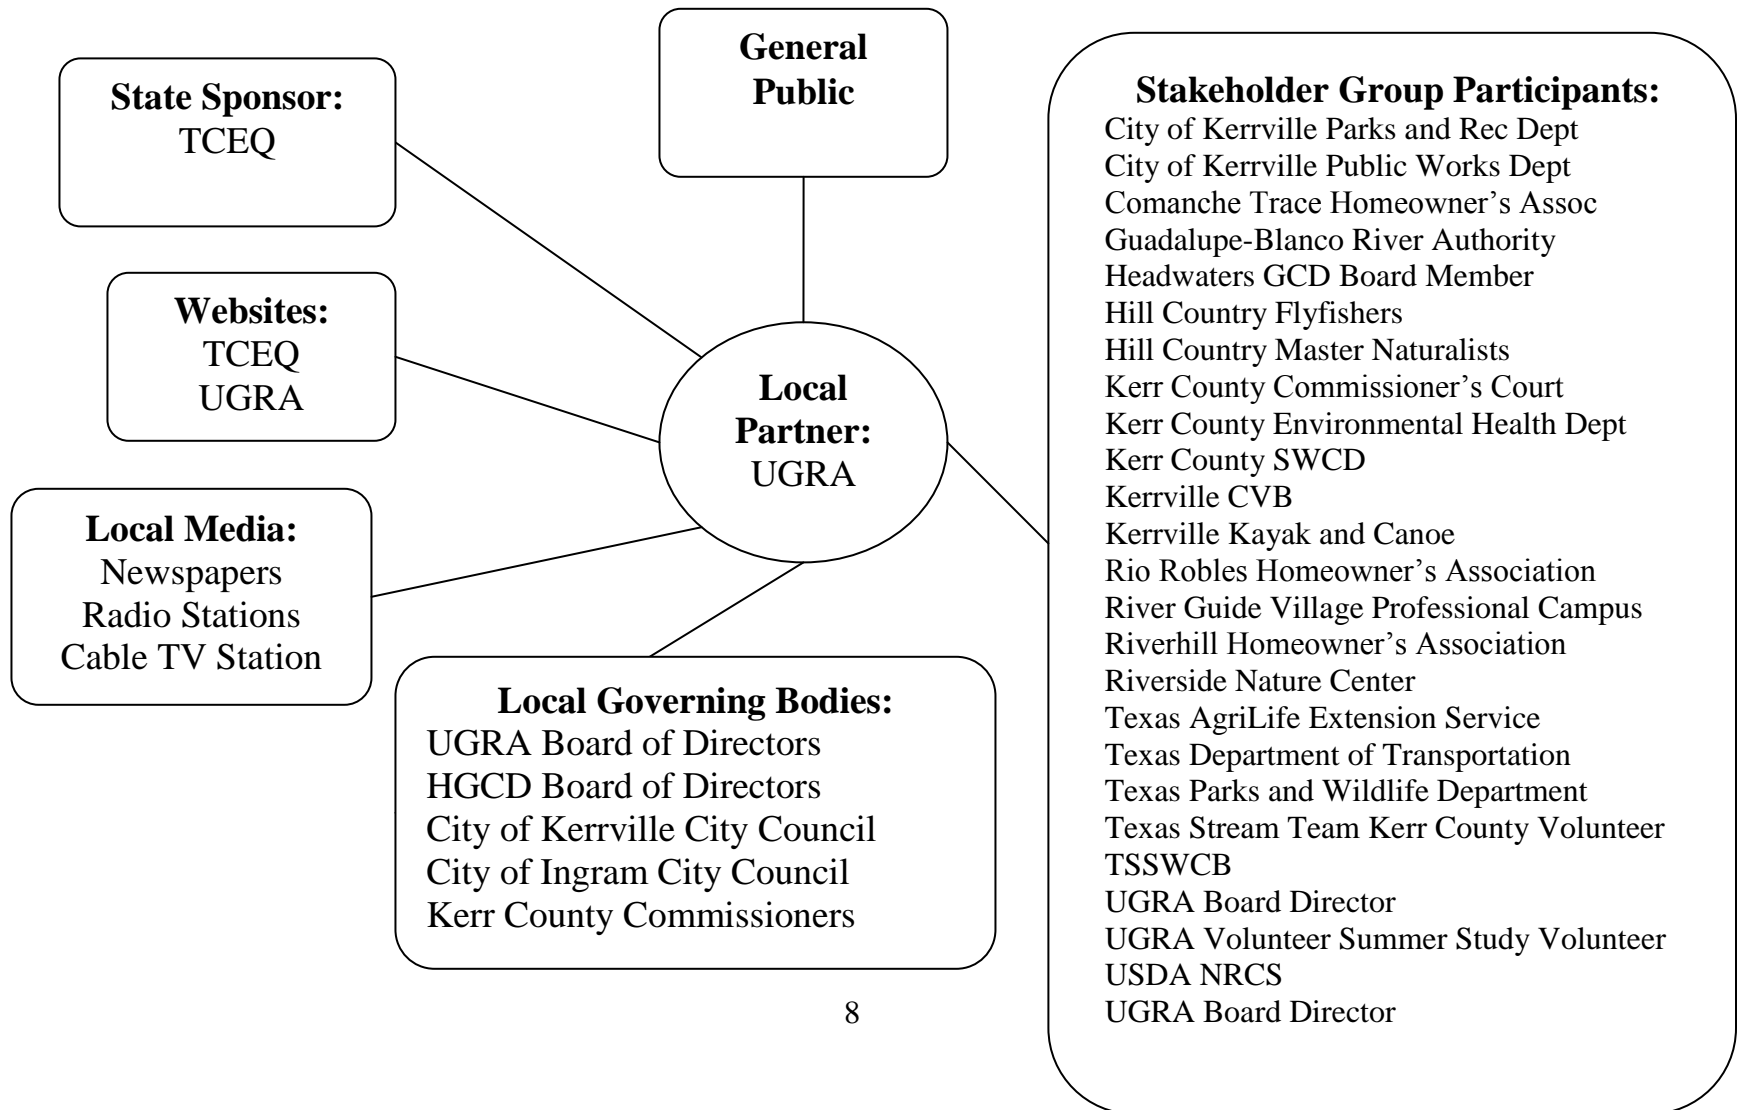 General
Public
State Sponsor:
TCEQ
Websites:
TCEQ
UGRA
Local
Partner:
UGRA
Local Media:
Newspapers
Radio Stations
Cable TV Station
Local Governing Bodies:
UGRA Board of Directors
HGCD Board of Directors
City of Kerrville City Council
City of Ingram City Council
Kerr County Commissioners
Stakeholder Group Participants:
City of Kerrville Parks and Rec Dept
City of Kerrville Public Works Dept
Comanche Trace Homeowner’s Assoc
Guadalupe-Blanco River Authority
Headwaters GCD Board Member
Hill Country Flyfishers
Hill Country Master Naturalists
Kerr County Commissioner’s Court
Kerr County Environmental Health Dept
Kerr County SWCD
Kerrville CVB
Kerrville Kayak and Canoe
Rio Robles Homeowner’s Association
River Guide Village Professional Campus
Riverhill Homeowner’s Association
Riverside Nature Center
Texas AgriLife Extension Service
Texas Department of Transportation
Texas Parks and Wildlife Department
Texas Stream Team Kerr County Volunteer
TSSWCB
UGRA Board Director
UGRA Volunteer Summer Study Volunteer
USDA NRCS
UGRA Board Director
8